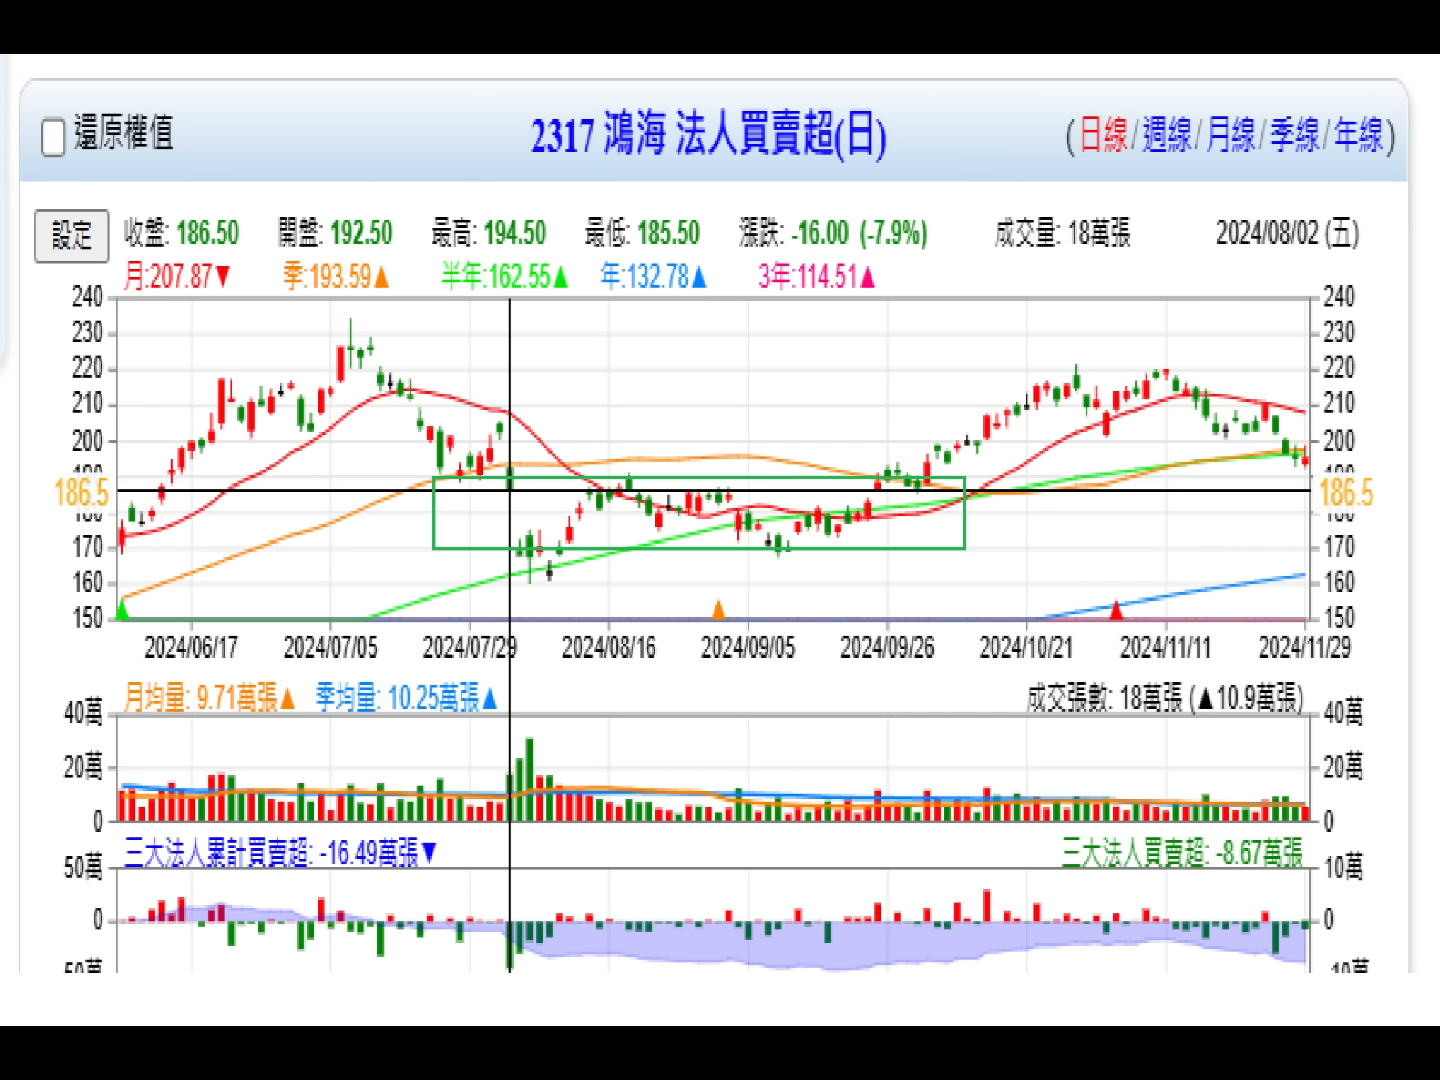 還原權值 2317 鴻海 法人買賣超(日) (日線/週線/月線/季線/年線)
設定 收盤: 186.50 開盤: 192.50 最高: 194.50 最低: 185.50 漲跌: -16.00 (-7.9%) 成交量: 18萬張 2024/08/02 (五)
月:207.87▼ 季:193.59▲ 半年:162.55▲ 年:132.78▲ 3年:114.51▲
240 240
230 230
220 220
210 210
200 200
186.5 186.5
170 170
160 160
150 150
2024/06/17 2024/07/05 2024/07/29 2024/08/16 2024/09/05 2024/09/26 2024/10/21 2024/11/11 2024/11/29
月均量: 9.71萬張▲ 季均量: 10.25萬張▲ 成交張數: 18萬張 (▲10.9萬張)
40萬 40萬
20萬 20萬
0 0
三大法人累計買賣超: -16.49萬張▼ 三大法人買賣超: -8.67萬張
50萬 10萬
0 0